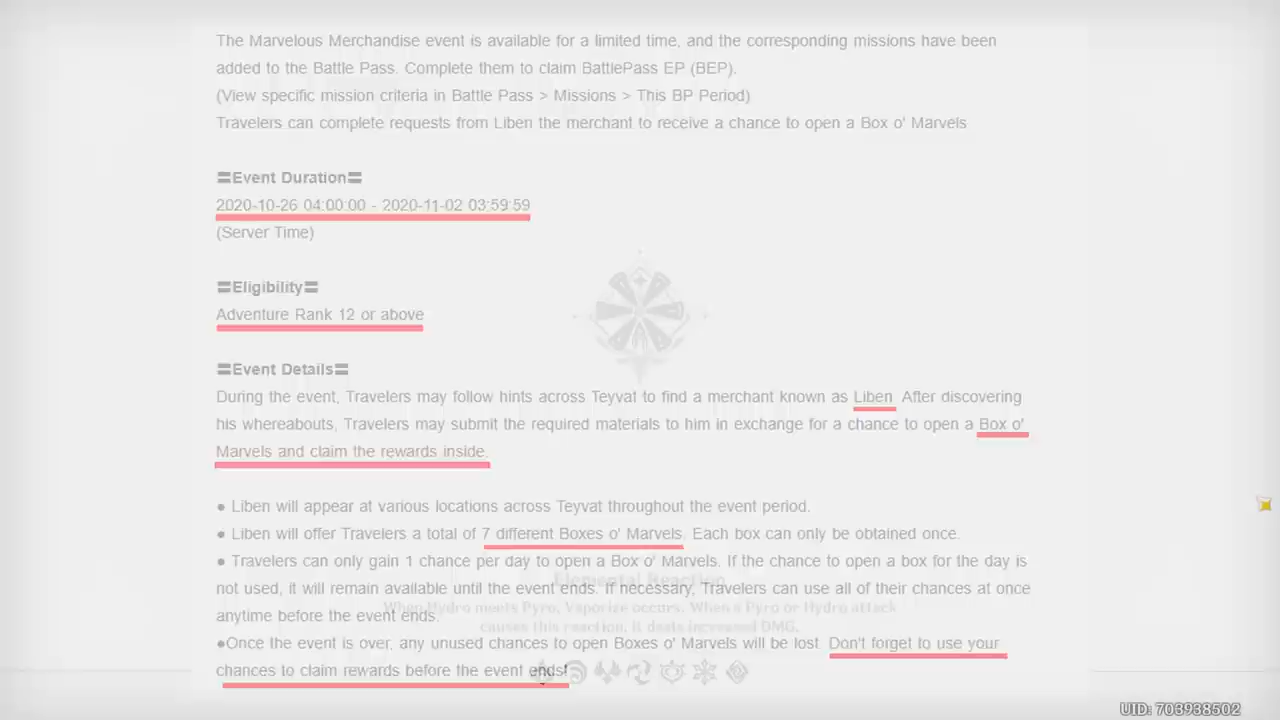 The Marvelous Merchandise event is available for a limited time, and the corresponding missions have been
added to the Battle Pass. Complete them to claim BattlePass EP (BEP).
(View specific mission criteria in Battle Pass > Missions > This BP Period)
Travelers can complete requests from Liben the merchant to receive a chance to open a Box o' Marvels
〓Event Duration〓
2020-10-26 04:00:00 - 2020-11-02 03:59:59
(Server Time)
〓Eligibility〓
Adventure Rank 12 or above
〓Event Details〓
During the event, Travelers may follow hints across Teyvat to find a merchant known as Liben. After discovering
his whereabouts, Travelers may submit the required materials to him in exchange for a chance to open a Box o'
Marvels and claim the rewards inside.
● Liben will appear at various locations across Teyvat throughout the event period.
● Liben will offer Travelers a total of 7 different Boxes o' Marvels. Each box can only be obtained once.
● Travelers can only gain 1 chance per day to open a Box o' Marvels. If the chance to open a box for the day is
Elemental Reaction
not used, it will remain available until the event ends. If necessary, Travelers can use all of their chances at once
When Hydro meets Pyro, Vaporize occurs. When a Pyro or Hydro attack
anytime before the event ends.
causes this reaction, it deals increased DMG.
●Once the event is over, any unused chances to open Boxes o' Marvels will be lost. Don't forget to use your
chances to claim rewards before the event ends!
UID: 703938502